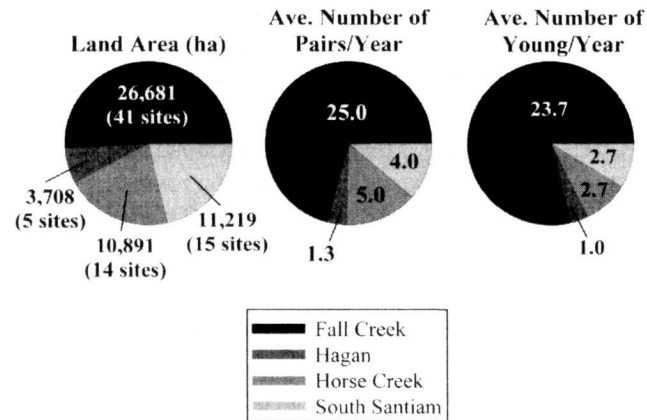 Land Area (ha)
26,681
(41 sites)
3,708
(5 sites)
10,891
(14 sites)
11,219
(15 sites)
Ave. Number of
Pairs/Year
25.0
4.0
5.0
1.3
Ave. Number of
Young/Year
23.7
2.7
2.7
1.0
Fall Creek
Hagan
Horse Creek
South Santiam